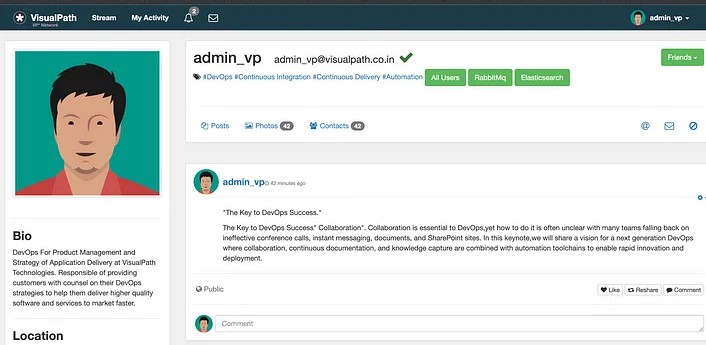 VisualPath
VP™ Network
Stream
My Activity
2
admin_vp
admin_vp admin_vp@visualpath.co.in
Friends
#DevOps #Continuous Integration #Continuous Delivery #Automation
All Users
RabbitMq
Elasticsearch
Posts
Photos 42
Contacts 42
@
Bio
DevOps For Product Management and
Strategy of Application Delivery at VisualPath
Technologies. Responsible of providing
customers with counsel on their DevOps
strategies to help them deliver higher quality
software and services to market faster.
Location
admin_vp 42 minutes ago
"The Key to DevOps Success."
The Key to DevOps Success" Collaboration". Collaboration is essential to DevOps,yet how to do it is often unclear with many teams falling back on
ineffective conference calls, instant messaging, documents, and SharePoint sites. In this keynote,we will share a vision for a next generation DevOps
where collaboration, continuous documentation, and knowledge capture are combined with automation toolchains to enable rapid innovation and
deployment.
Public
Like
Reshare
Comment
Comment